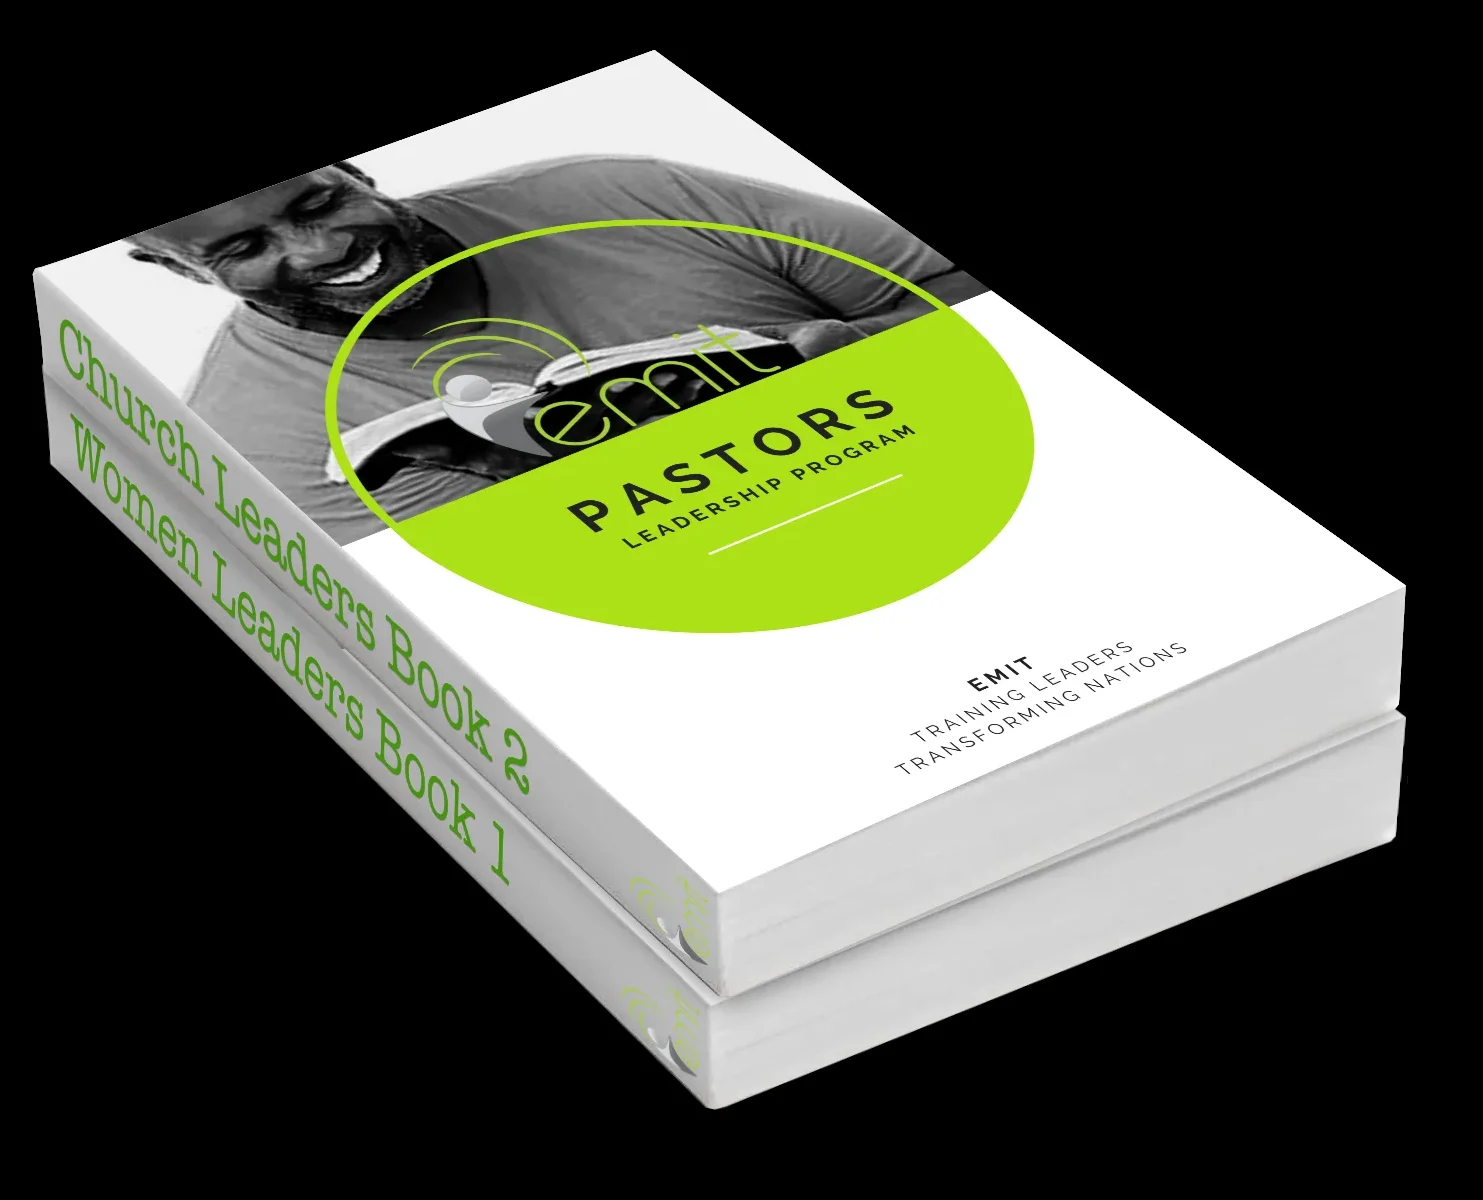 emit
PASTORS
LEADERSHIP PROGRAM
EMIT
TRAINING LEADERS
TRANSFORMING NATIONS
Church Leaders Book 2
Women Leaders Book 1